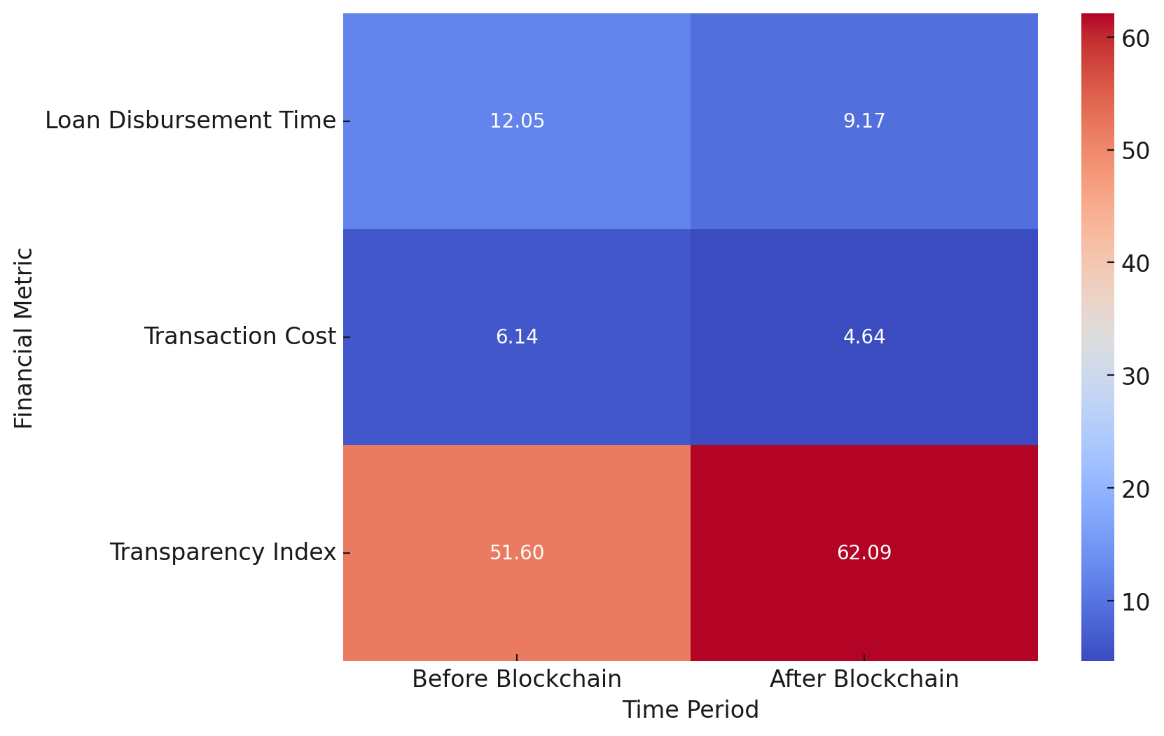 Financial Metric
Loan Disbursement Time
12.05
9.17
Transaction Cost
6.14
4.64
Transparency Index
51.60
62.09
Before Blockchain
After Blockchain
Time Period
60
50
40
30
20
10